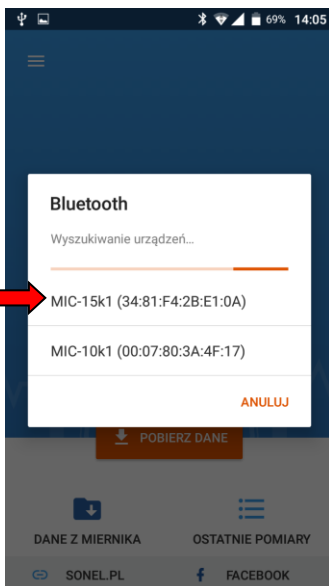 69% 14:05
Bluetooth
Wyszukiwanie urządzeń...
MIC-15k1 (34:81:F4:2B:E1:0A)
MIC-10k1 (00:07:80:3A:4F:17)
ANULUJ
POBIERZ DANE
DANE Z MIERNIKA OSTATNIE POMIARY
SONEL.PL FACEBOOK